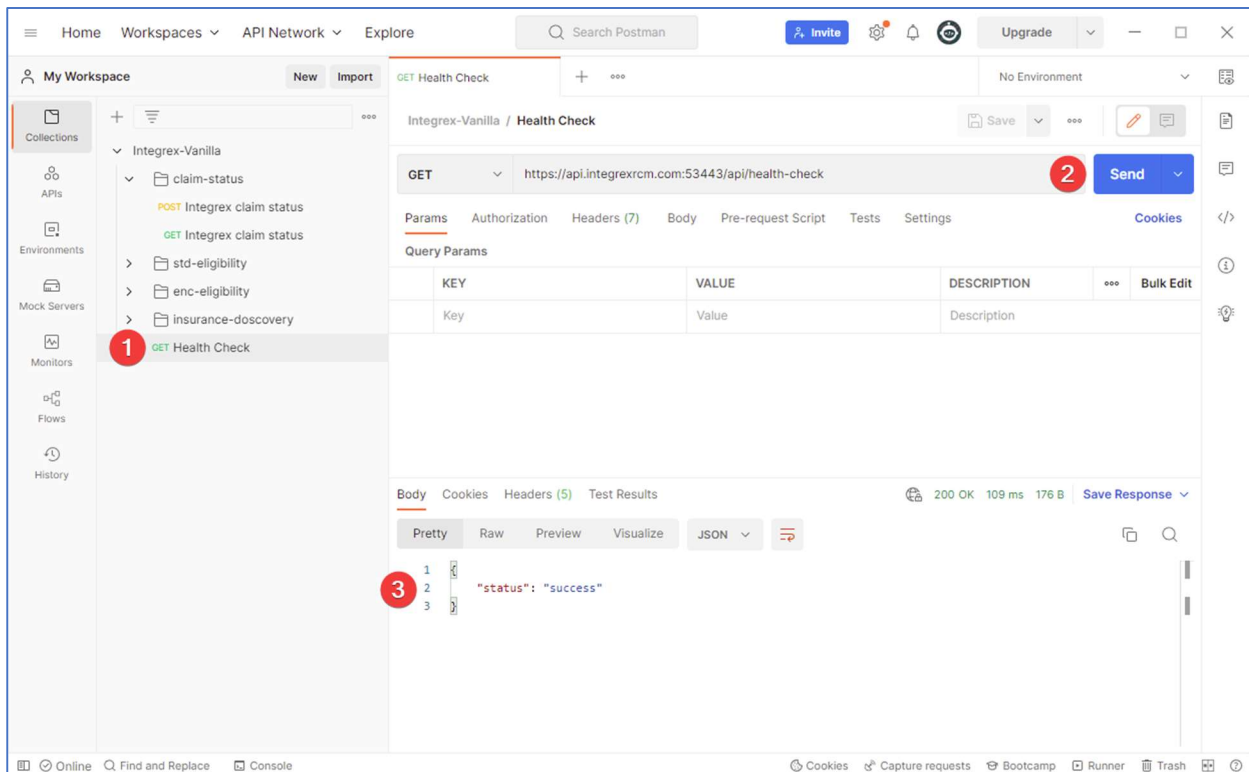 Home Workspaces API Network Explore Search Postman Invite Upgrade
My Workspace New Import GET Health Check No Environment
Collections
APIs
Environments
Mock Servers
Monitors
Flows
History
Integrex-Vanilla
claim-status
POST Integrex claim status
GET Integrex claim status
std-eligibility
enc-eligibility
insurance-doscovery
1 GET Health Check
Integrex-Vanilla / Health Check Save
GET https://api.integrexrcm.com:53443/api/health-check 2 Send
Params Authorization Headers (7) Body Pre-request Script Tests Settings Cookies
Query Params
KEY VALUE DESCRIPTION Bulk Edit
Key Value Description
Body Cookies Headers (5) Test Results 200 OK 109 ms 176 B Save Response
Pretty Raw Preview Visualize JSON
1 {
3 2 "status": "success"
3 }
Online Find and Replace Console Cookies Capture requests Bootcamp Runner Trash